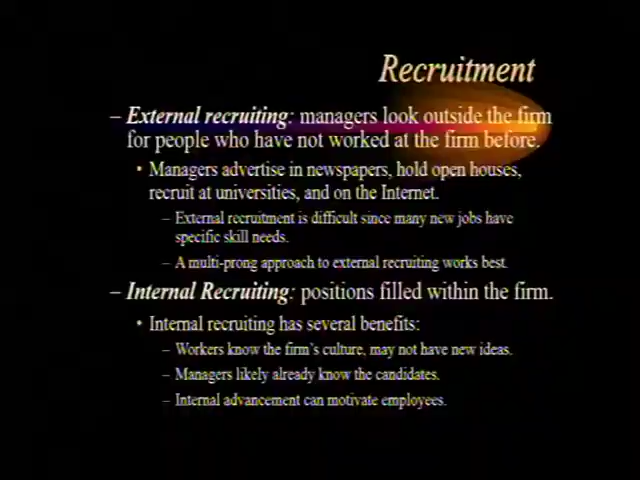 Recruitment
– External recruiting: managers look outside the firm
for people who have not worked at the firm before.
• Managers advertise in newspapers, hold open houses,
recruit at universities, and on the Internet.
– External recruitment is difficult since many new jobs have
specific skill needs.
– A multi-prong approach to external recruiting works best.
– Internal Recruiting: positions filled within the firm.
• Internal recruiting has several benefits:
– Workers know the firm's culture, may not have new ideas.
– Managers likely already know the candidates.
– Internal advancement can motivate employees.